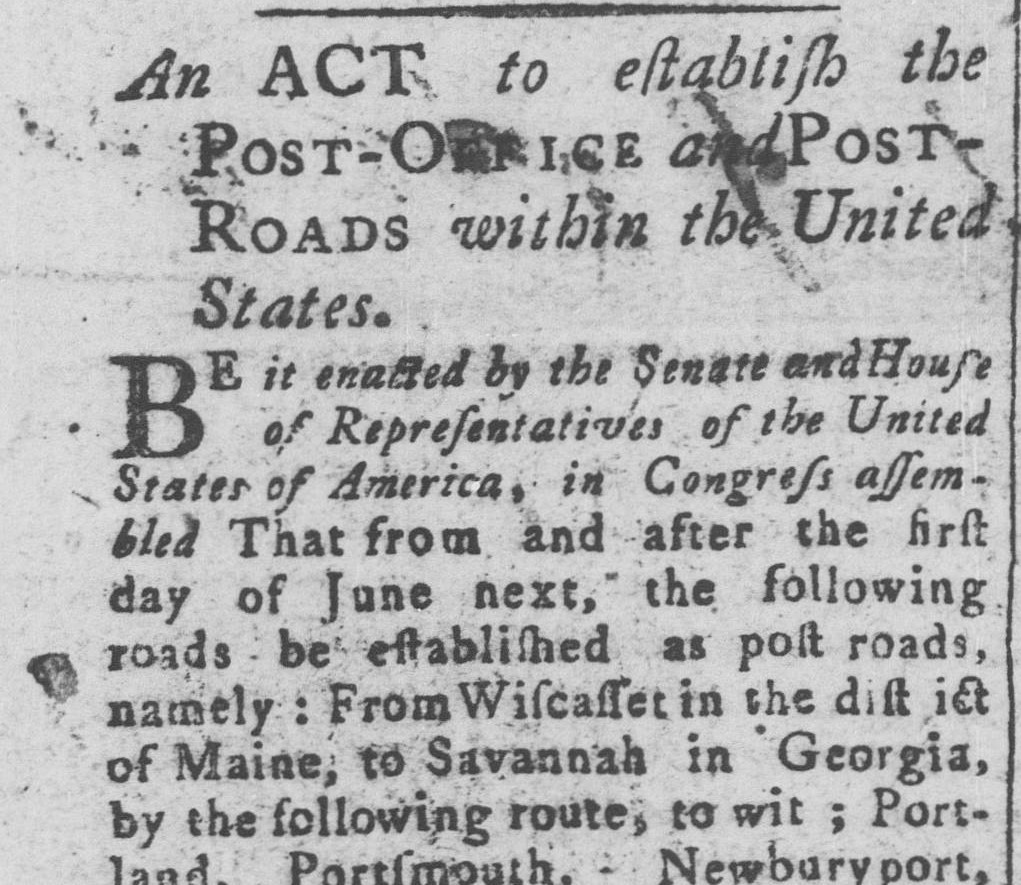 An ACT to eſtabliſh the
POST-OFFICE and POST-
ROADS within the United
States.
BE it enacted by the Senate and Houſe
of Repreſentatives of the United
States of America, in Congreſs aſſem-
bled That from and after the firſt
day of June next, the following
roads be eſtabliſhed as poſt roads,
namely : From Wiſcaſſet in the diſt ict
of Maine, to Savannah in Georgia,
by the following route, to wit ; Port-
land, Portſmouth, Newburyport,